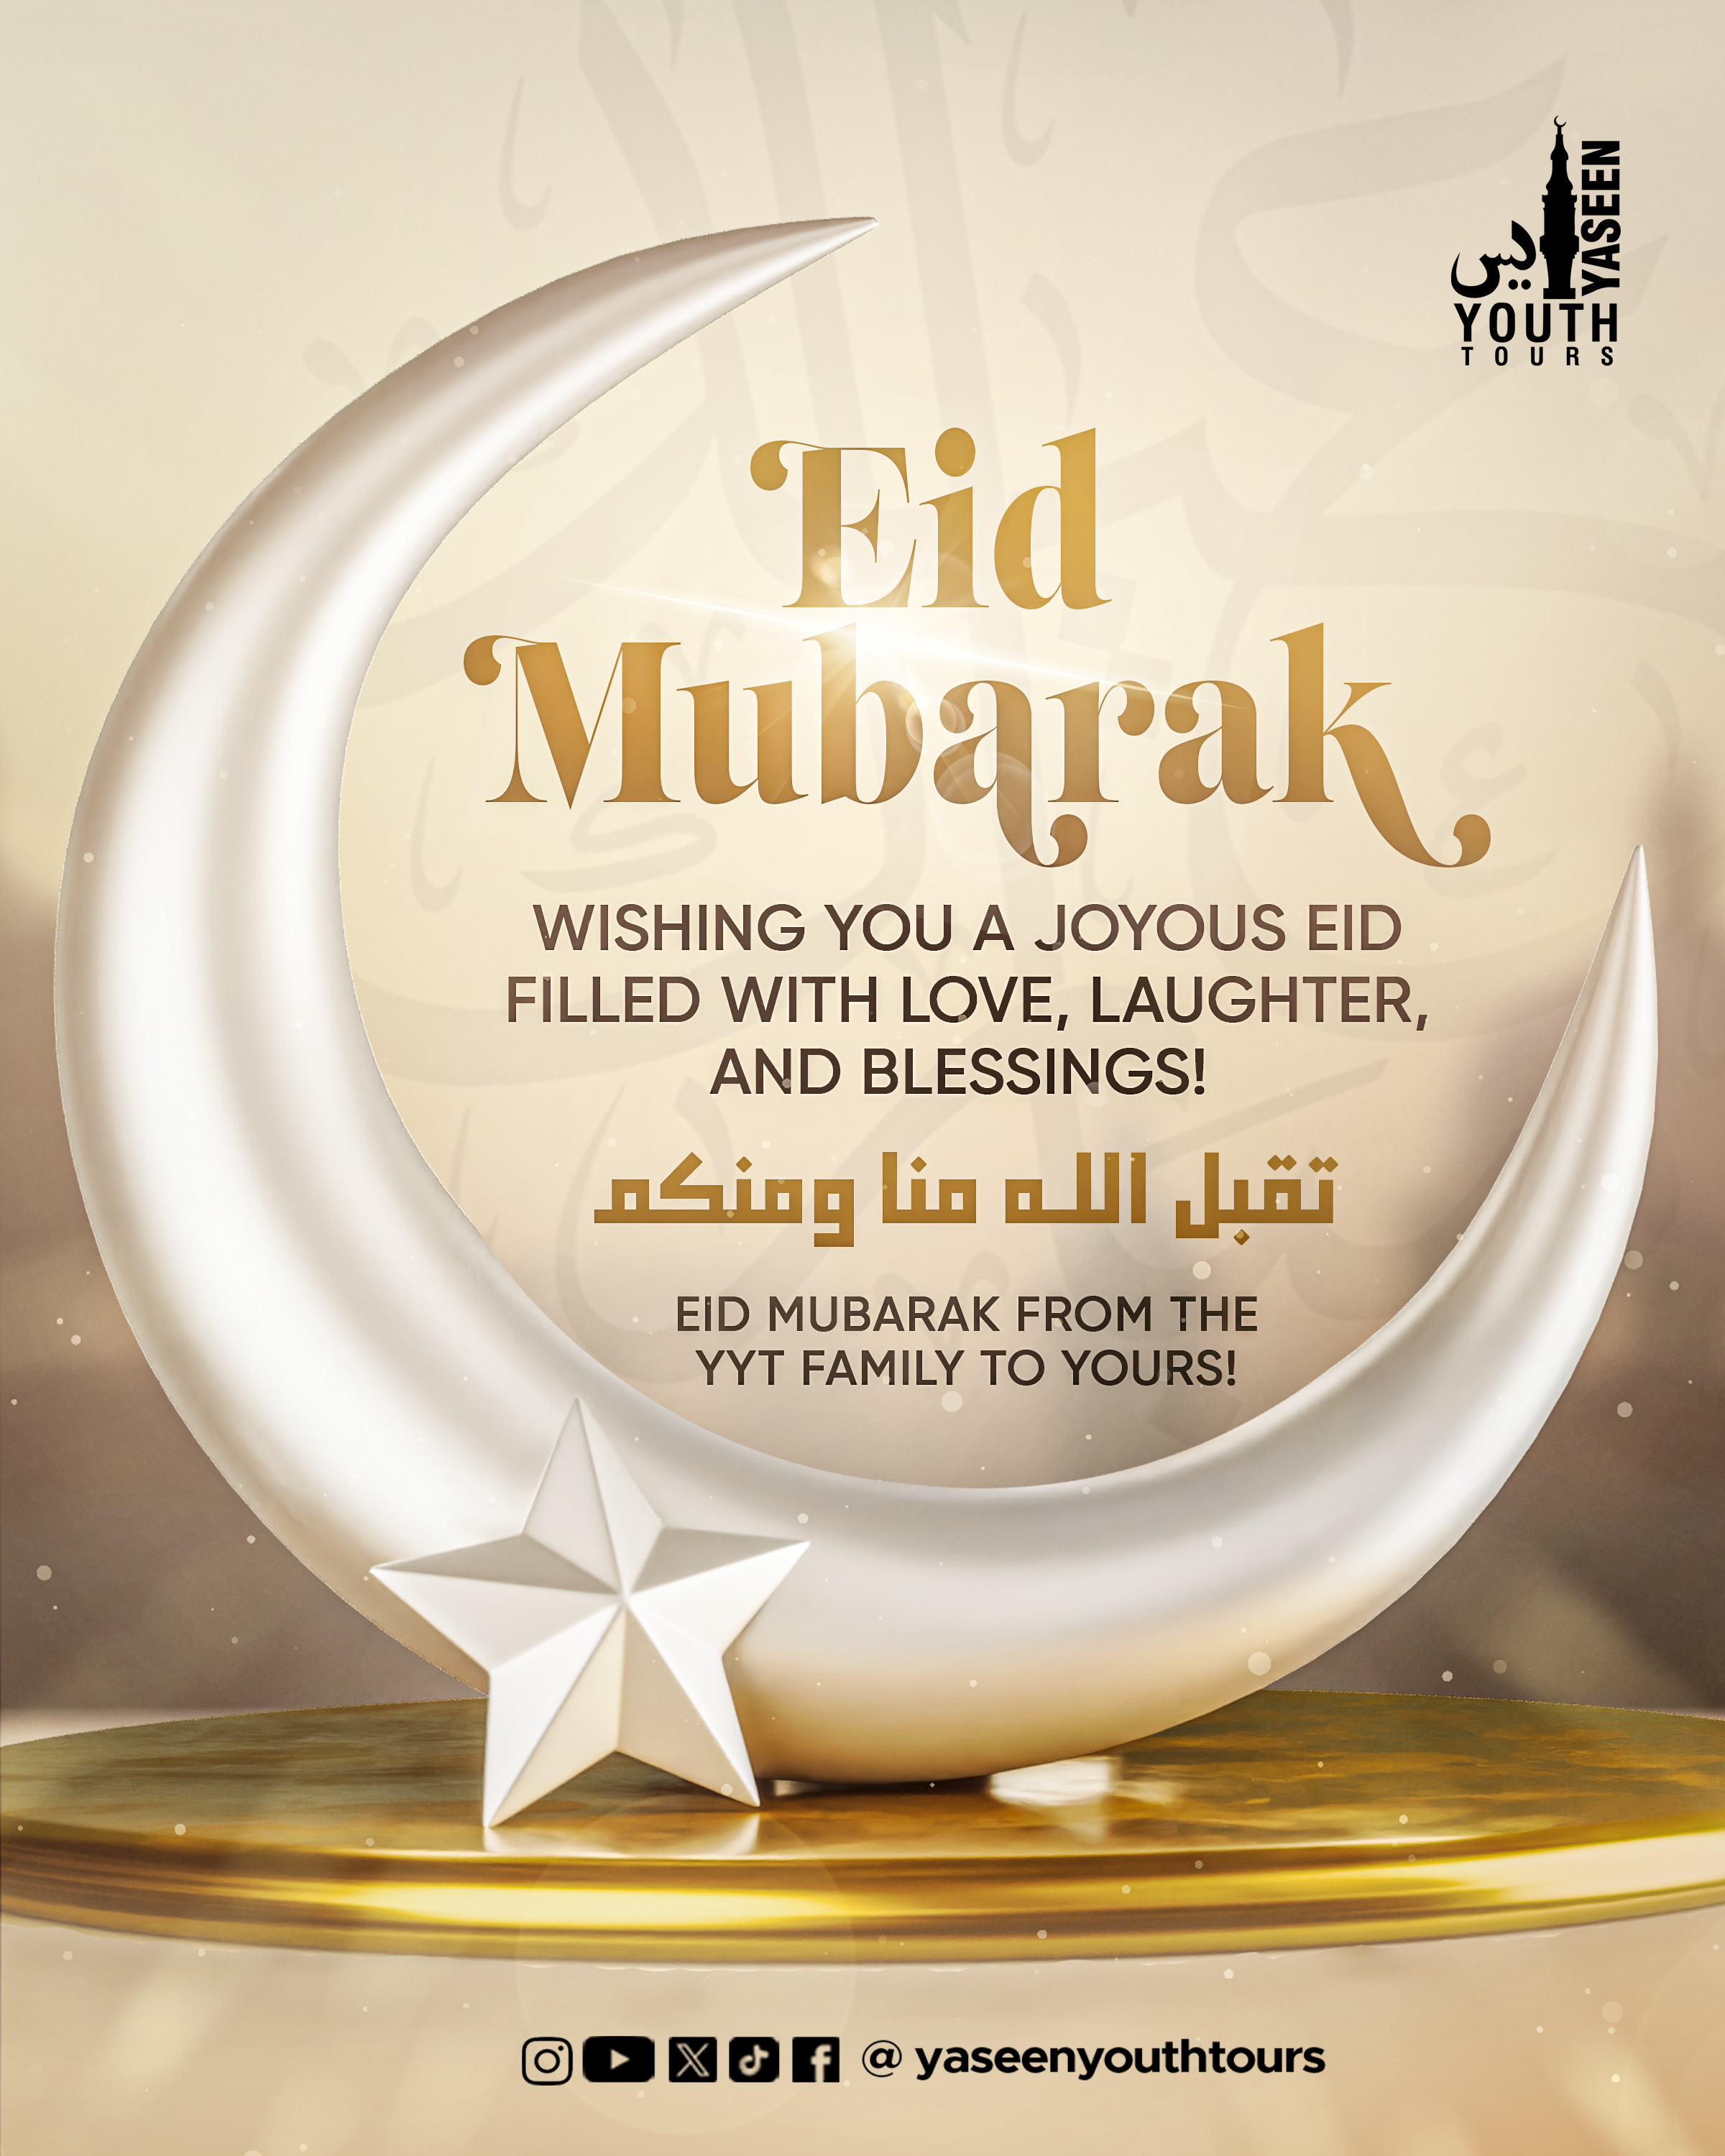 يس
YASEEN
YOUTH
TOURS
Eid
Mubarak
WISHING YOU A JOYOUS EID
FILLED WITH LOVE, LAUGHTER,
AND BLESSINGS!
تقبل الله منا ومنكم
EID MUBARAK FROM THE
YYT FAMILY TO YOURS!
@ yaseenyouthtours